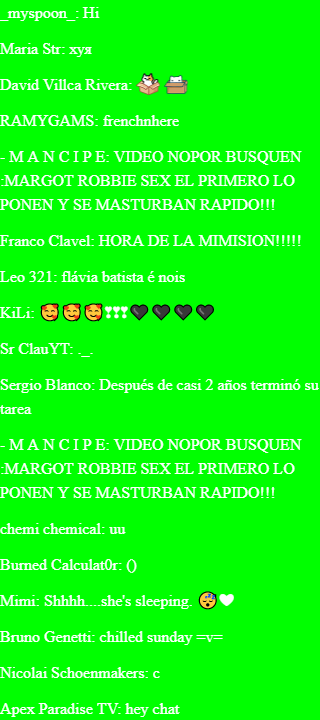 _myspoon_: Hi
Maria Str: хуя
David Villca Rivera:
RAMYGAMS: frenchnhere
- M A N C I P E: VIDEO NOPOR BUSQUEN
:MARGOT ROBBIE SEX EL PRIMERO LO
PONEN Y SE MASTURBAN RAPIDO!!!
Franco Clavel: HORA DE LA MIMISION!!!!!
Leo 321: flávia batista é nois
KiLi: 🥰🥰🥰❣❣❣🖤🖤🖤🖤
Sr ClauYT: ._.
Sergio Blanco: Después de casi 2 años terminó su
tarea
- M A N C I P E: VIDEO NOPOR BUSQUEN
:MARGOT ROBBIE SEX EL PRIMERO LO
PONEN Y SE MASTURBAN RAPIDO!!!
chemi chemical: uu
Burned Calculat0r: ()
Mimi: Shhhh....she's sleeping. 😴🤍
Bruno Genetti: chilled sunday =v=
Nicolai Schoenmakers: c
Apex Paradise TV: hey chat